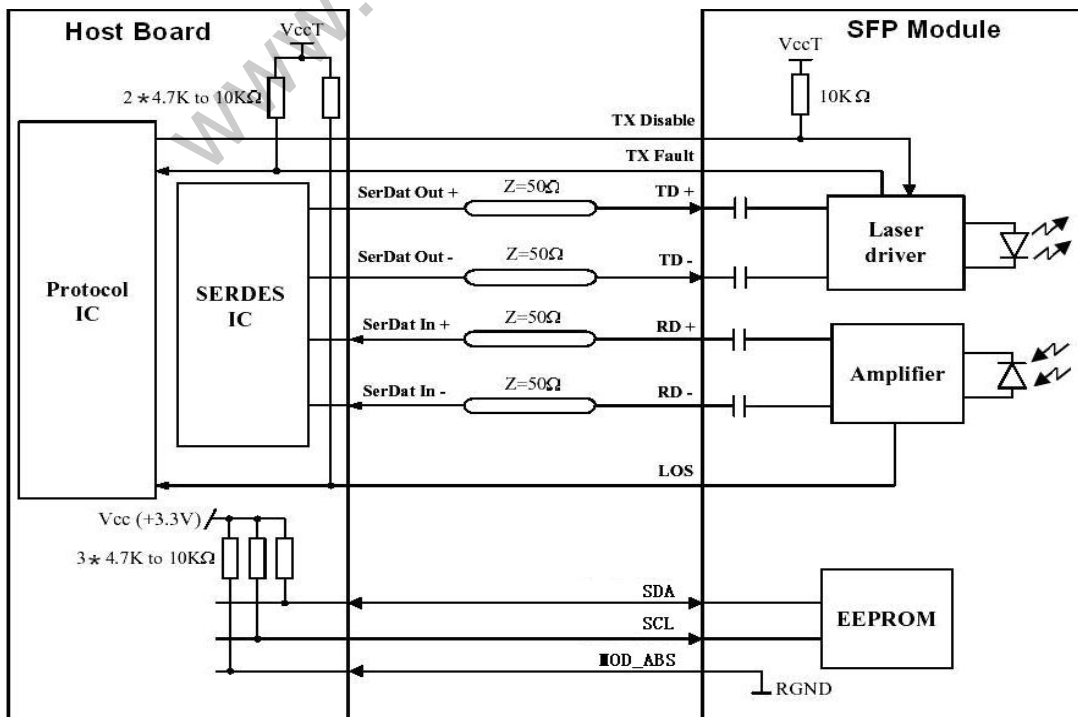 www.
Host Board
SFP Module
VccT
VccT
2*4.7K to 10KΩ
10KΩ
TX Disable
TX Fault
SerDat Out +
Z=50Ω
TD +
SerDat Out -
Z=50Ω
TD -
Laser
driver
Protocol
IC
SERDES
IC
SerDat In +
Z=50Ω
RD +
SerDat In -
Z=50Ω
RD -
Amplifier
LOS
Vcc (+3.3V)
3*4.7K to 10KΩ
SDA
SCL
MOD_ABS
EEPROM
RGND